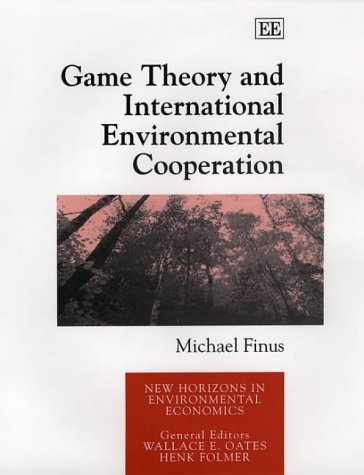 EE
Game Theory and
International
Environmental
Cooperation
Michael Finus
NEW HORIZONS IN
ENVIRONMENTAL
ECONOMICS
General Editors
WALLACE E. OATES
HENK FOLMER